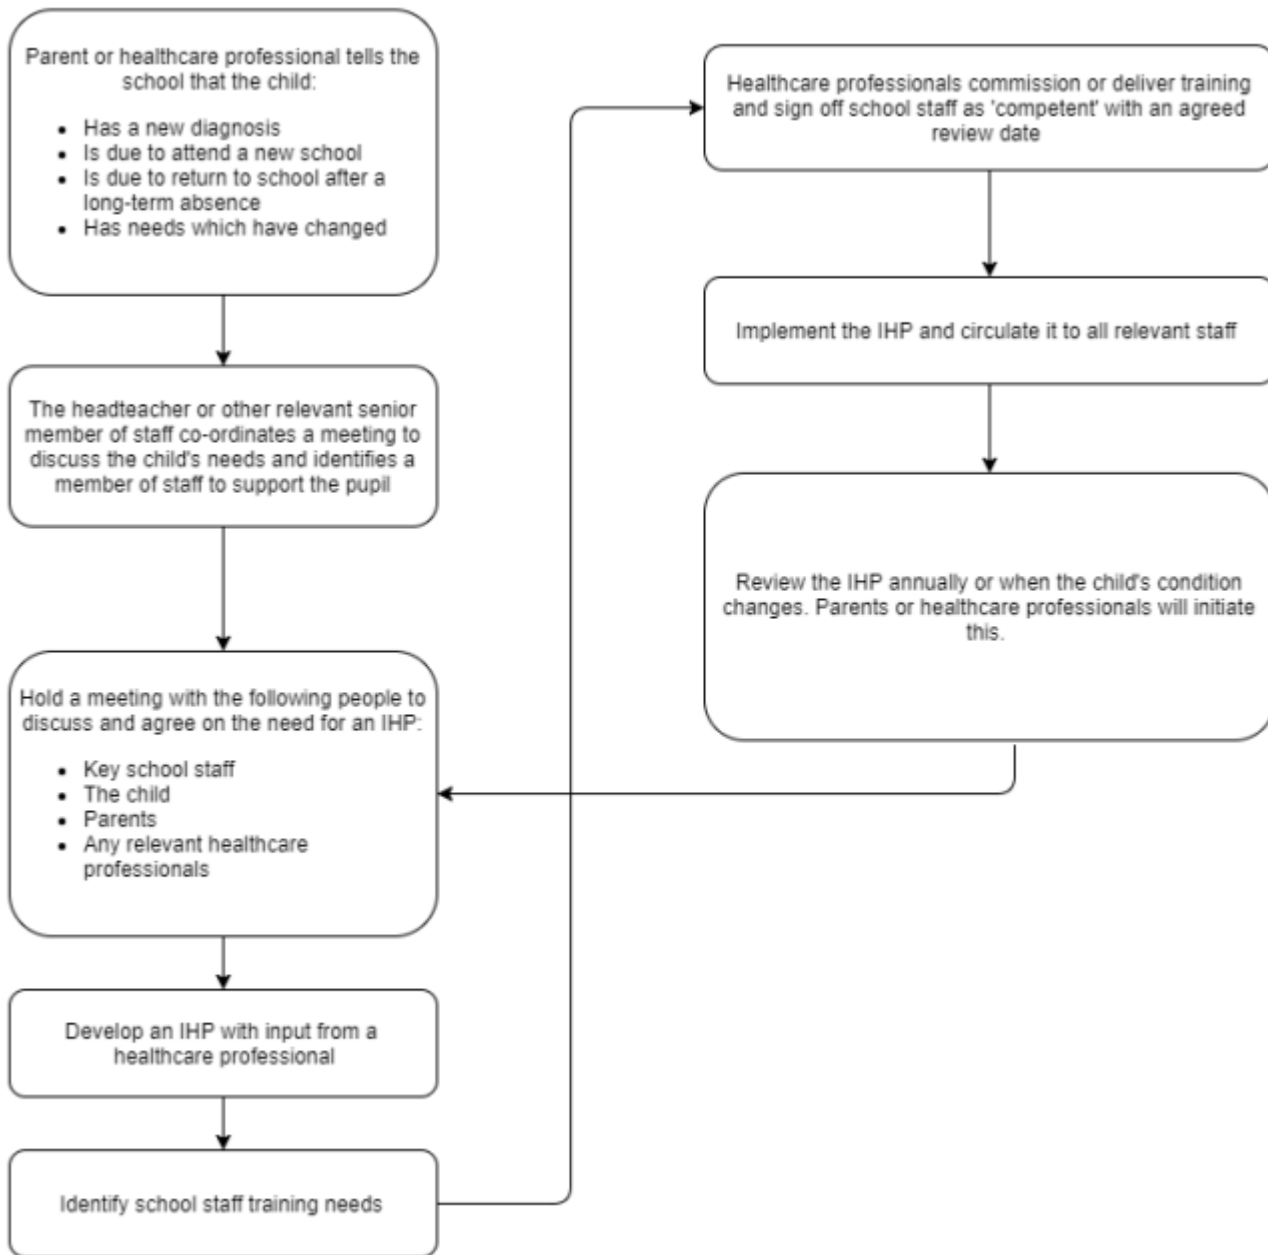 Parent or healthcare professional tells the
school that the child:
• Has a new diagnosis
• Is due to attend a new school
• Is due to return to school after a
long-term absence
• Has needs which have changed
The headteacher or other relevant senior
member of staff co-ordinates a meeting to
discuss the child's needs and identifies a
member of staff to support the pupil
Hold a meeting with the following people to
discuss and agree on the need for an IHP:
• Key school staff
• The child
• Parents
• Any relevant healthcare
professionals
Develop an IHP with input from a
healthcare professional
Identify school staff training needs
Healthcare professionals commission or deliver training
and sign off school staff as 'competent' with an agreed
review date
Implement the IHP and circulate it to all relevant staff
Review the IHP annually or when the child's condition
changes. Parents or healthcare professionals will initiate
this.